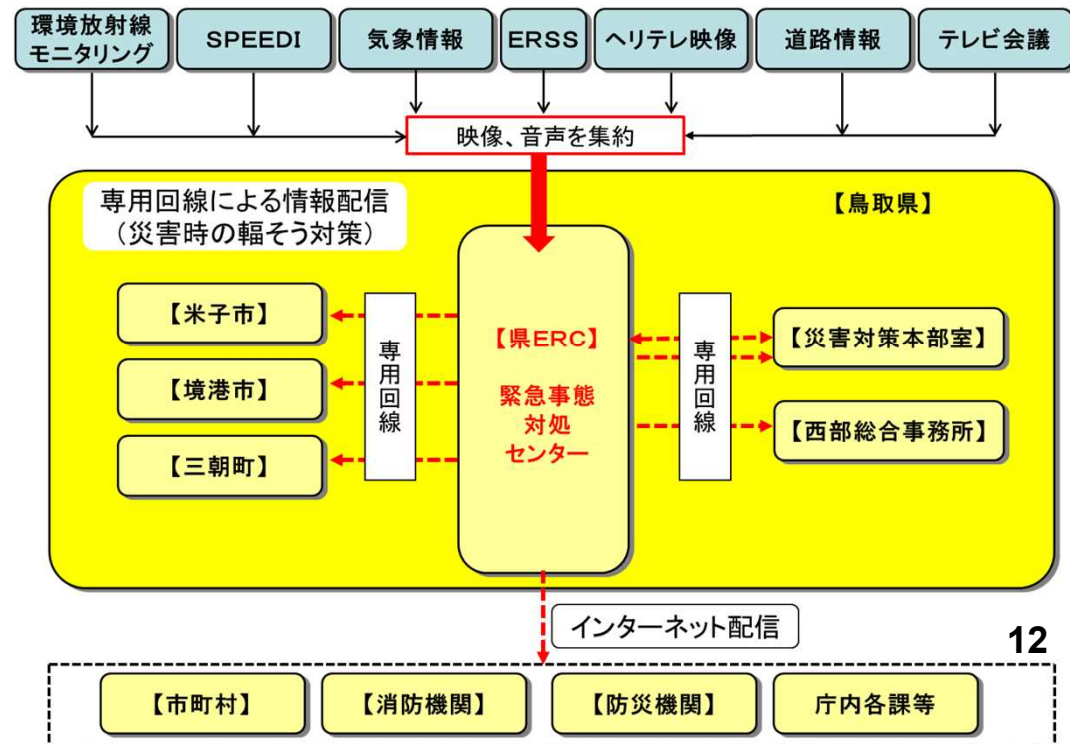 環境放射線
モニタリング
SPEEDI
気象情報
ERSS
ヘリテレ映像
道路情報
テレビ会議
映像、音声を集約
専用回線による情報配信
（災害時の輻そう対策）
【鳥取県】
【米子市】
【境港市】
【三朝町】
専用回線
【県ERC】
緊急事態
対処
センター
専用回線
【災害対策本部室】
【西部総合事務所】
インターネット配信
12
【市町村】
【消防機関】
【防災機関】
庁内各課等